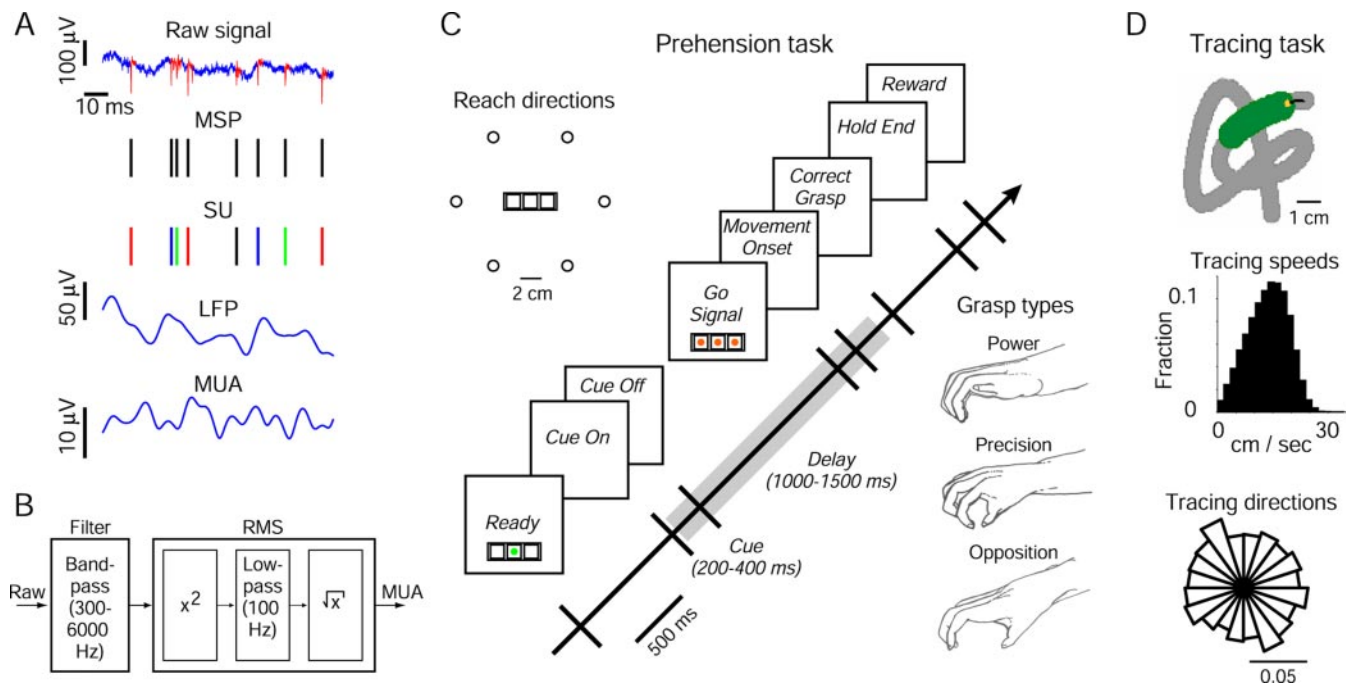 A
Raw signal
100 µV
10 ms
MSP
SU
50 µV
LFP
MUA
10 µV
B
Filter
RMS
Raw
Band-
pass
(300-
6000
Hz)
x²
Low-
pass
(100
Hz)
√x
MUA
C
Prehension task
Reach directions
2 cm
Ready
Cue On
Cue Off
Go
Signal
Movement
Onset
Correct
Grasp
Hold End
Reward
Cue
(200-400 ms)
Delay
(1000-1500 ms)
500 ms
Grasp types
Power
Precision
Opposition
D
Tracing task
1 cm
Tracing speeds
0.1
Fraction
0
0
30
cm / sec
Tracing directions
0.05